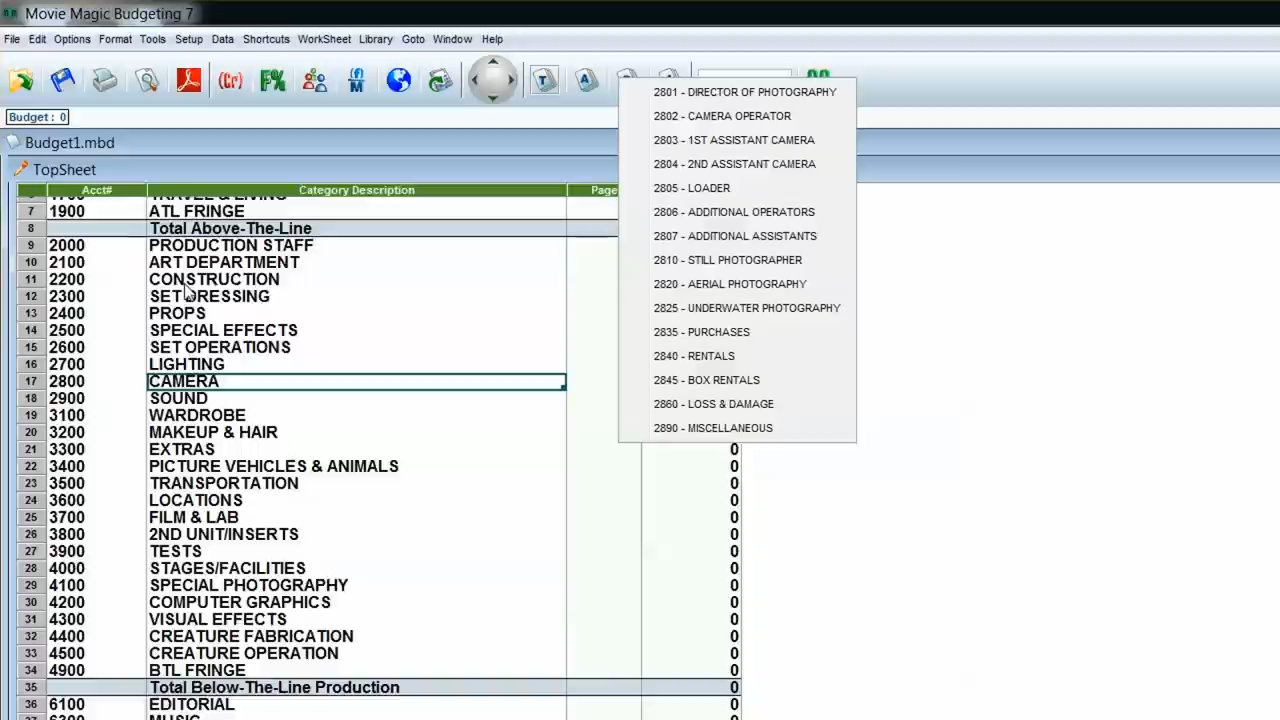 Movie Magic Budgeting 7
File Edit Options Format Tools Setup Data Shortcuts WorkSheet Library Goto Window Help
(Cr) F% f M T A
Budget: 0
Budget1.mbd
TopSheet
Acct# Category Description Page
TRAVEL & LIVING
7 1900 ATL FRINGE
8 Total Above-The-Line
9 2000 PRODUCTION STAFF
10 2100 ART DEPARTMENT
11 2200 CONSTRUCTION
12 2300 SET DRESSING
13 2400 PROPS
14 2500 SPECIAL EFFECTS
15 2600 SET OPERATIONS
16 2700 LIGHTING
17 2800 CAMERA
18 2900 SOUND
19 3100 WARDROBE
20 3200 MAKEUP & HAIR
21 3300 EXTRAS 0
22 3400 PICTURE VEHICLES & ANIMALS 0
23 3500 TRANSPORTATION 0
24 3600 LOCATIONS 0
25 3700 FILM & LAB 0
26 3800 2ND UNIT/INSERTS 0
27 3900 TESTS 0
28 4000 STAGES/FACILITIES 0
29 4100 SPECIAL PHOTOGRAPHY 0
30 4200 COMPUTER GRAPHICS 0
31 4300 VISUAL EFFECTS 0
32 4400 CREATURE FABRICATION 0
33 4500 CREATURE OPERATION 0
34 4900 BTL FRINGE 0
35 Total Below-The-Line Production 0
36 6100 EDITORIAL 0
MUSIC
2801 - DIRECTOR OF PHOTOGRAPHY
2802 - CAMERA OPERATOR
2803 - 1ST ASSISTANT CAMERA
2804 - 2ND ASSISTANT CAMERA
2805 - LOADER
2806 - ADDITIONAL OPERATORS
2807 - ADDITIONAL ASSISTANTS
2810 - STILL PHOTOGRAPHER
2820 - AERIAL PHOTOGRAPHY
2825 - UNDERWATER PHOTOGRAPHY
2835 - PURCHASES
2840 - RENTALS
2845 - BOX RENTALS
2860 - LOSS & DAMAGE
2890 - MISCELLANEOUS